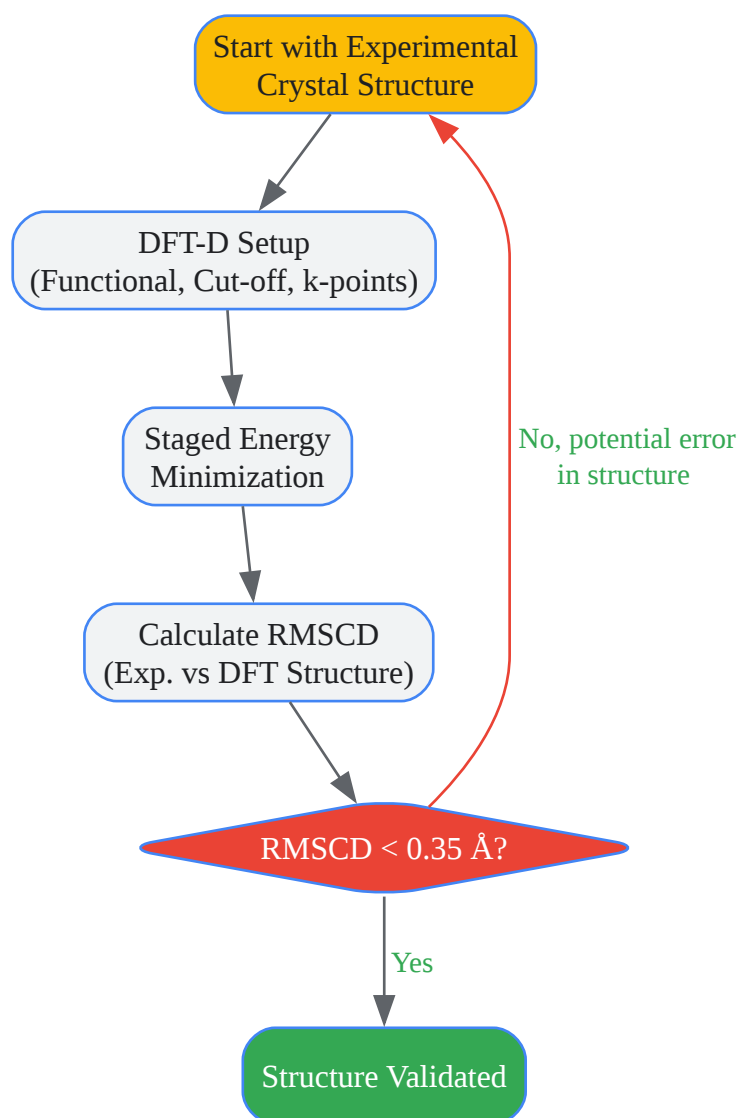 Start with Experimental
Crystal Structure
DFT-D Setup
(Functional, Cut-off, k-points)
Staged Energy
Minimization
No, potential error
in structure
Calculate RMSCD
(Exp. vs DFT Structure)
RMSCD < 0.35 Å?
Yes
Structure Validated